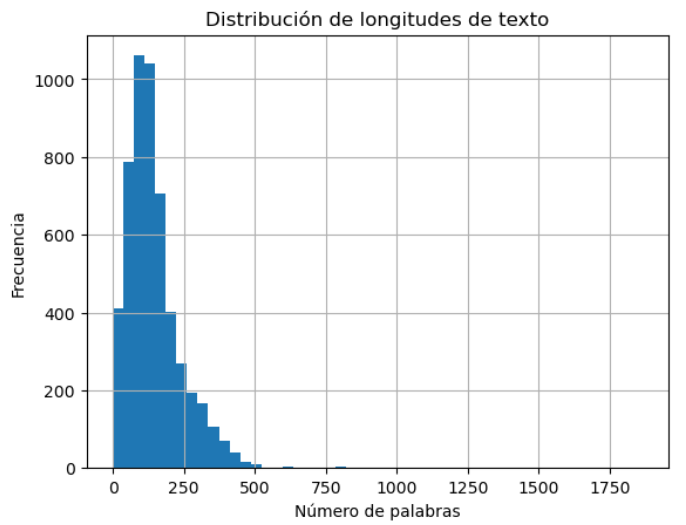 Distribución de longitudes de texto
Frecuencia
1000
800
600
400
200
0
0 250 500 750 1000 1250 1500 1750
Número de palabras